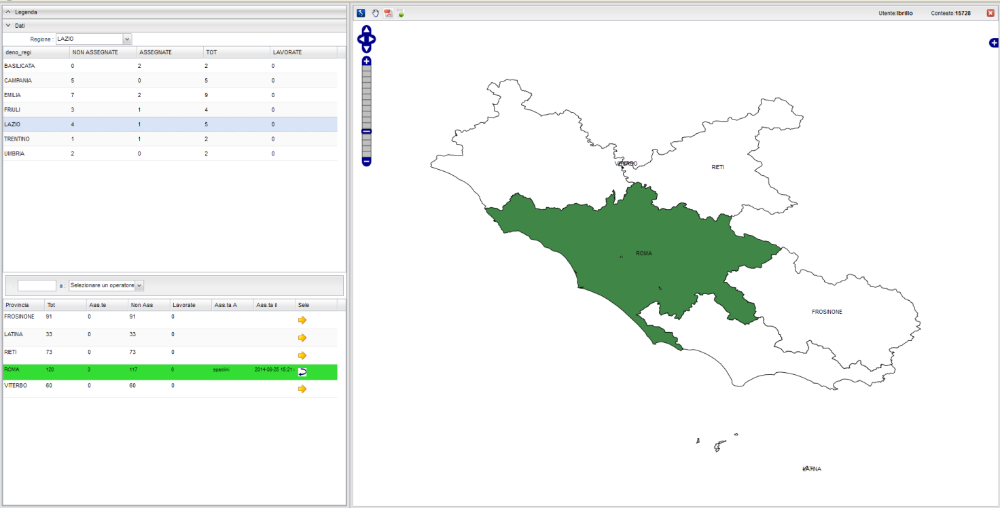 Legenda
Dati
Regione : LAZIO
deno_regi NON ASSEGNATE ASSEGNATE TOT LAVORATE
BASILICATA 0 2 2 0
CAMPANIA 5 0 5 0
EMILIA 7 2 9 0
FRIULI 3 1 4 0
LAZIO 4 1 5 0
TRENTINO 1 1 2 0
UMBRIA 2 0 2 0
: a : Selezionare un operatore
Provincia Tot Ass.te Non Ass Lavorate Ass.ta A Ass.ta il Sele
FROSINONE 91 0 91 0
LATINA 33 0 33 0
RIETI 73 0 73 0
ROMA 120 3 117 0 spaolini 2014-08-25 15:21:
VITERBO 60 0 60 0
Utente:lbrillo Contesto:15728
VITERBO
RIETI
ROMA
FROSINONE
LATINA